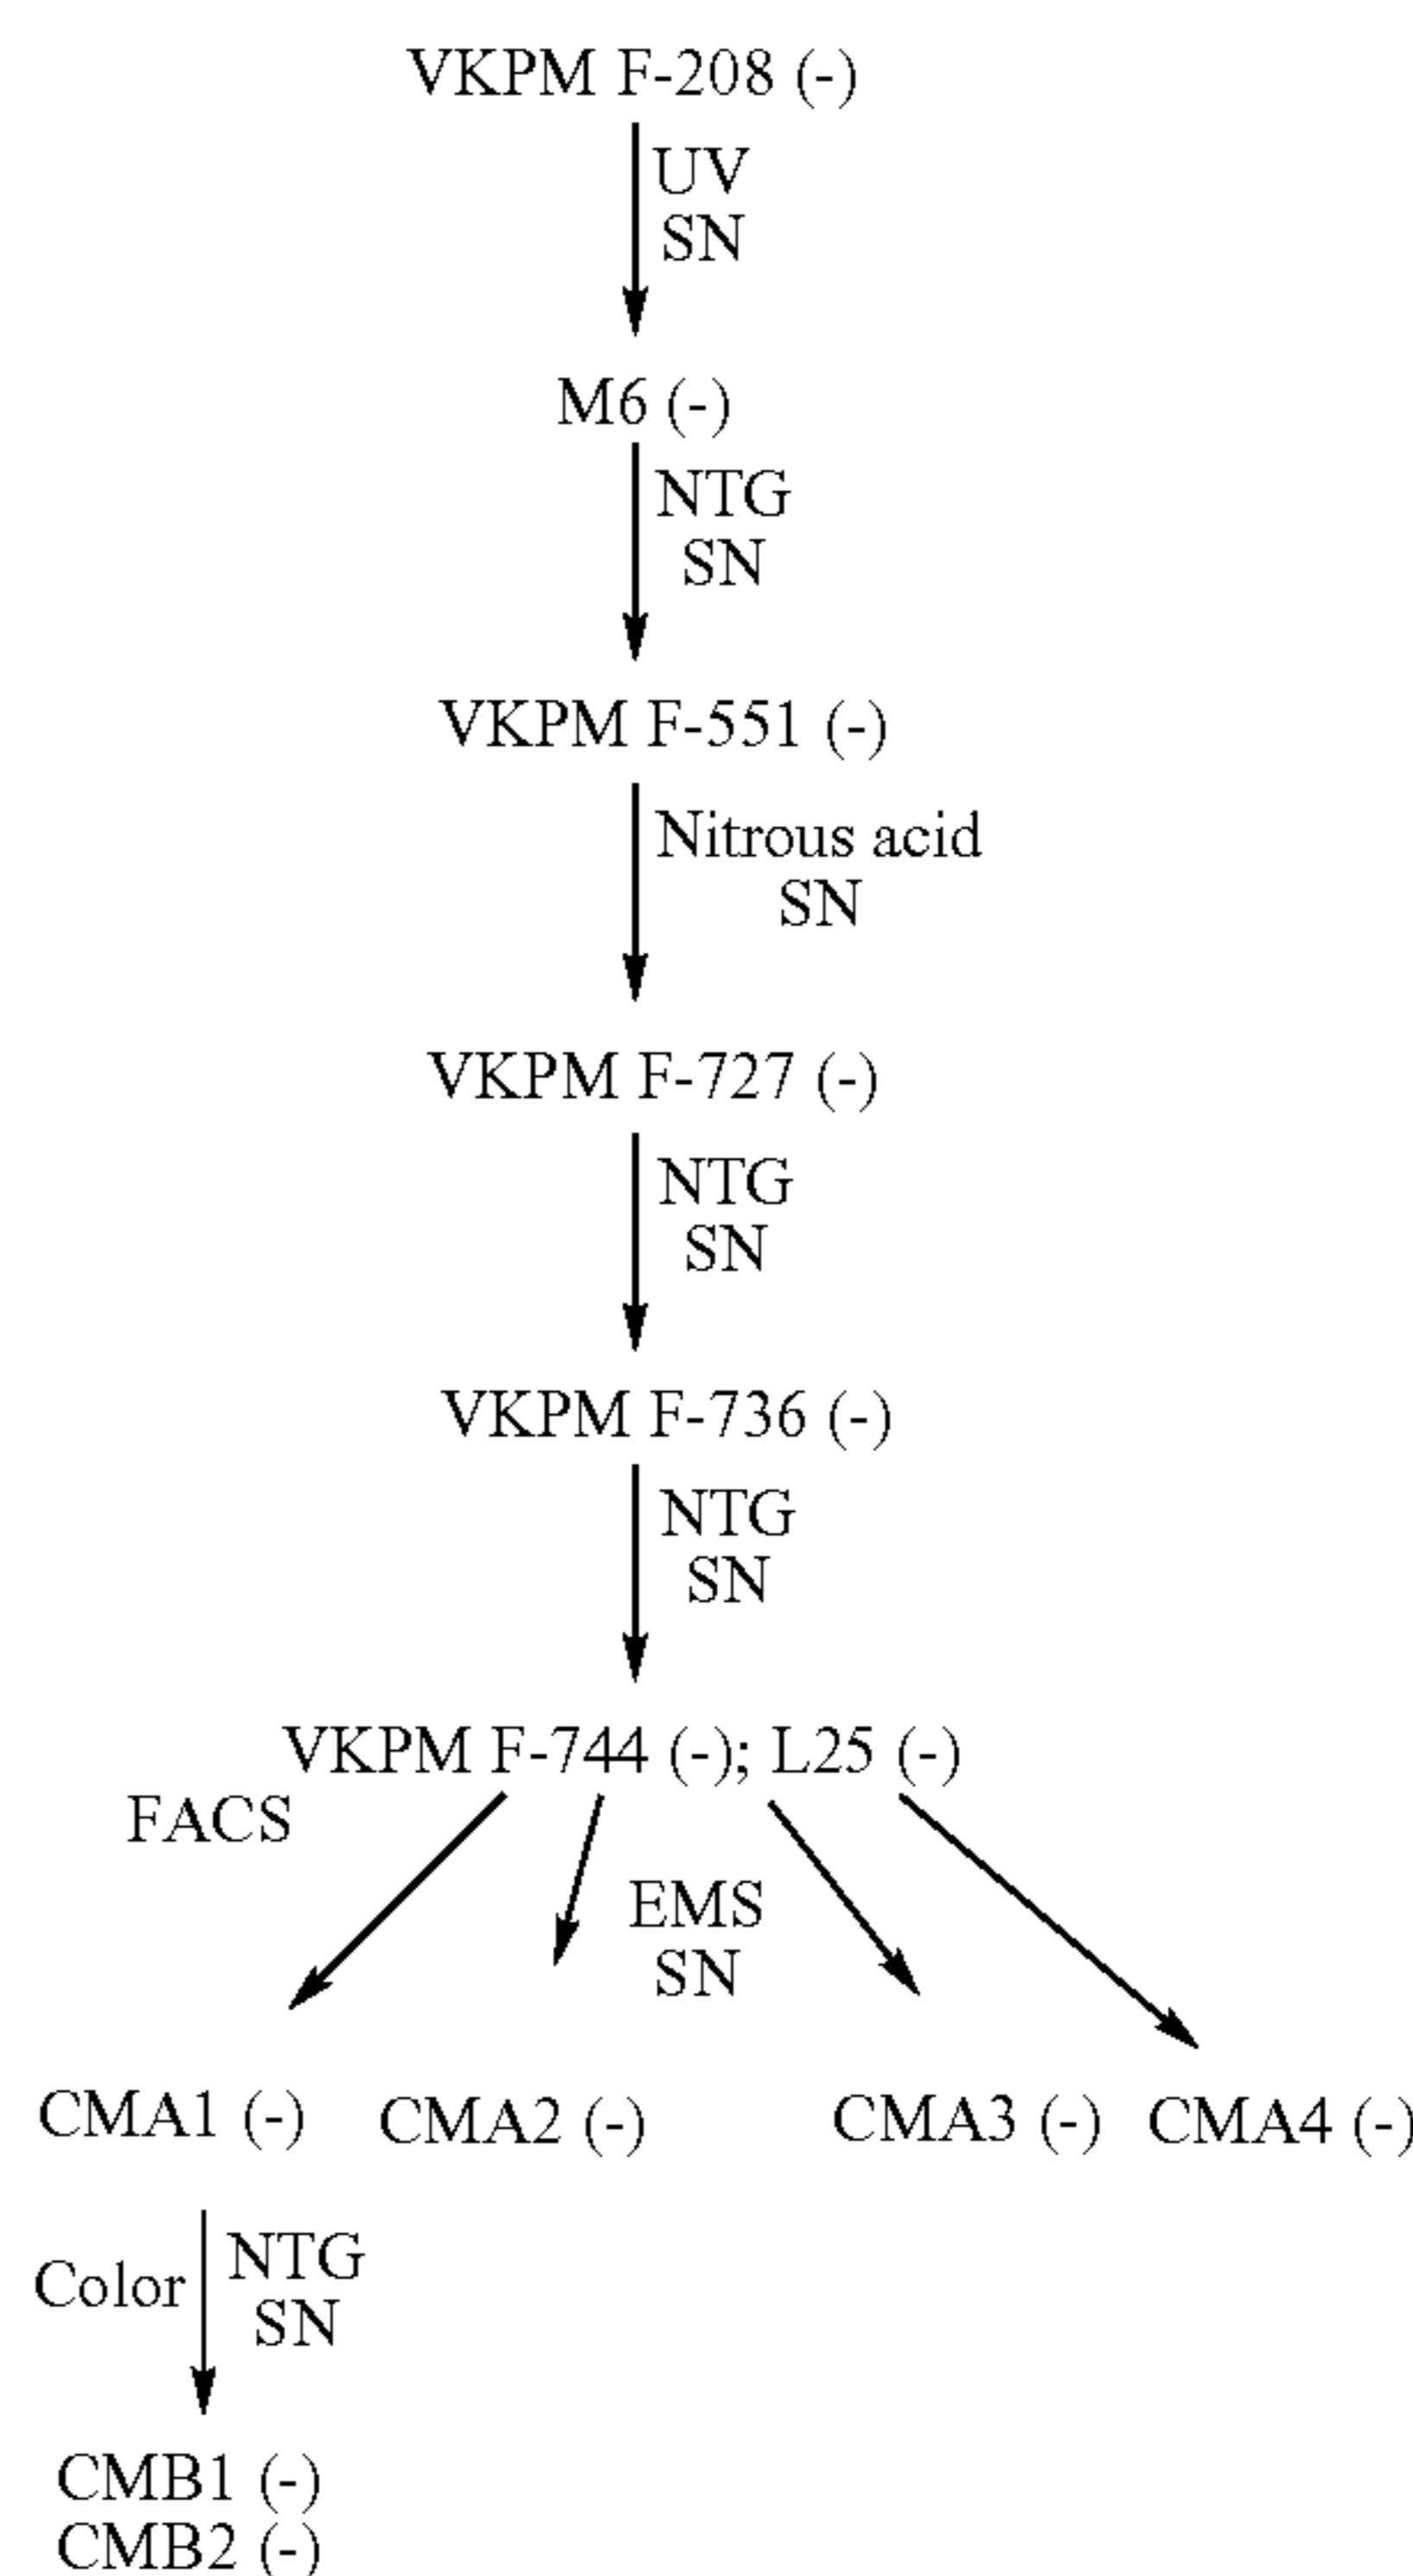 VKPM F-208 (-)
UV
SN
M6 (-)
NTG
SN
VKPM F-551 (-)
Nitrous acid
SN
VKPM F-727 (-)
NTG
SN
VKPM F-736 (-)
NTG
SN
VKPM F-744 (-); L25 (-)
FACS
EMS
SN
CMA1 (-) CMA2 (-) CMA3 (-) CMA4 (-)
Color
NTG
SN
CMB1 (-)
CMB2 (-)